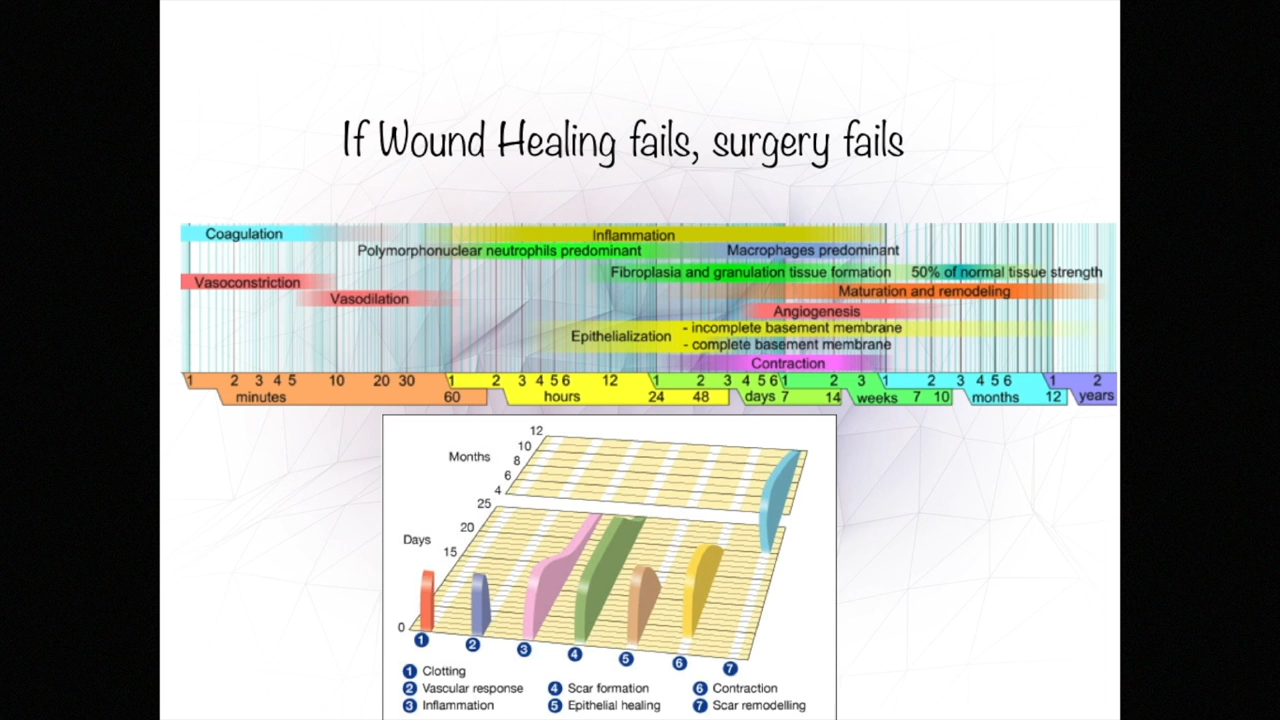 If Wound Healing fails, surgery fails
Coagulation
Inflammation
Polymorphonuclear neutrophils predominant
Macrophages predominant
Fibroplasia and granulation tissue formation
50% of normal tissue strength
Vasoconstriction
Maturation and remodeling
Vasodilation
Angiogenesis
Epithelialization
- incomplete basement membrane
- complete basement membrane
Contraction
1 2 3 4 5 10 20 30 1 2 3 4 5 6 12 1 2 3 4 5 6 1 2 3 1 2 3 4 5 6 1 2
minutes 60 hours 24 48 days 7 14 weeks 7 10 months 12 years
12
10
Months
8
6
4
25
20
Days
15
0
1 2 3 4 5 6 7
1 Clotting
2 Vascular response 4 Scar formation 6 Contraction
3 Inflammation 5 Epithelial healing 7 Scar remodelling